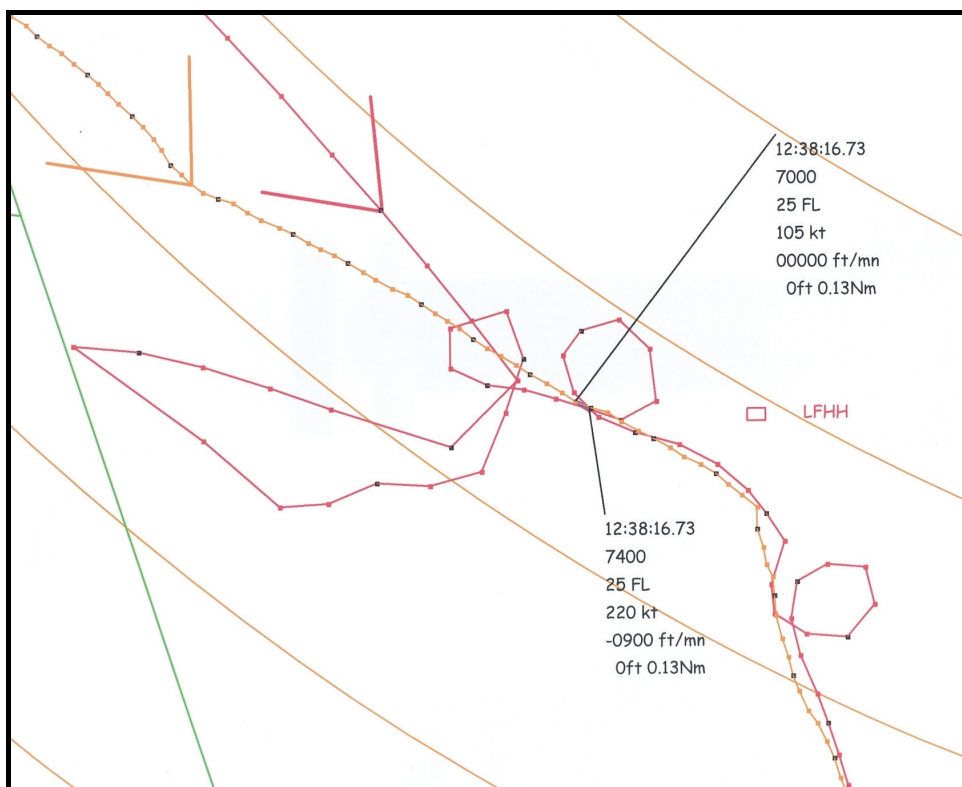 12:38:16.73
7000
25 FL
105 kt
00000 ft/mn
0ft 0.13Nm
LFHH
12:38:16.73
7400
25 FL
220 kt
-0900 ft/mn
0ft 0.13Nm